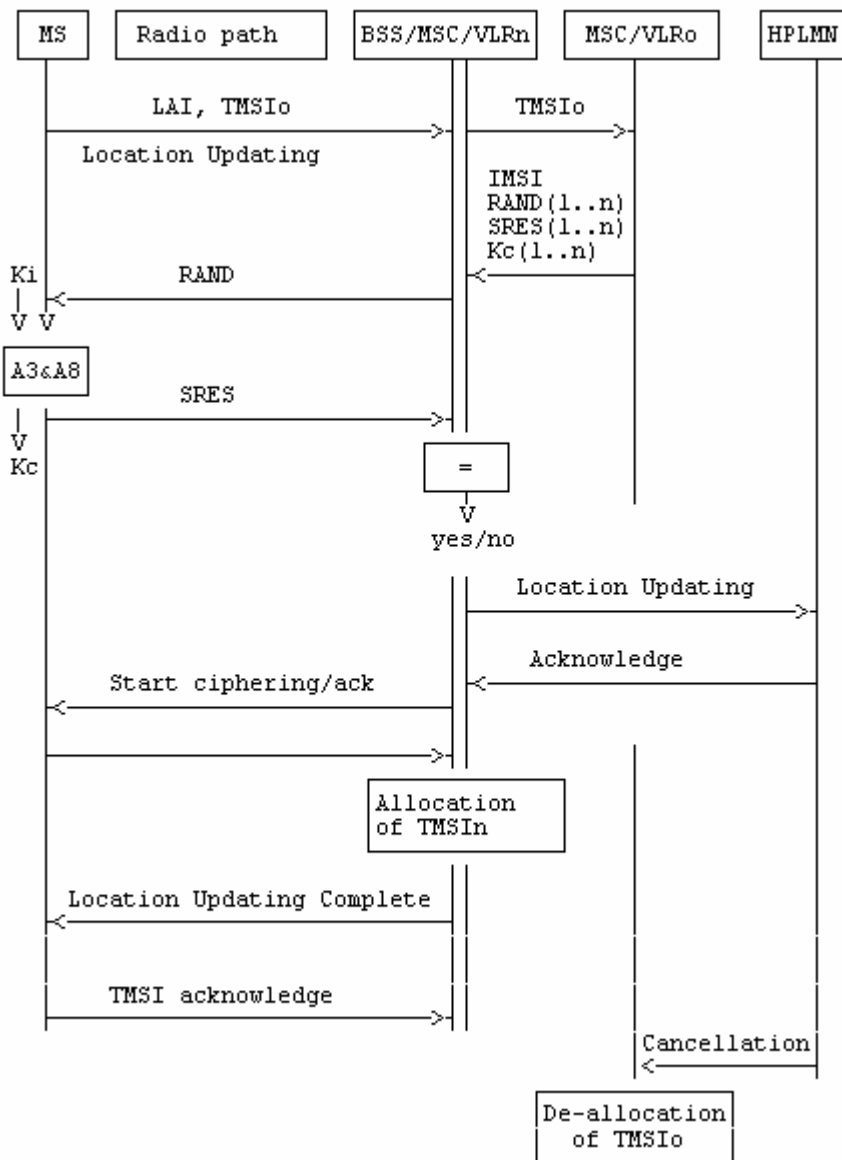 MS
Radio path
BSS/MSC/VLRn
MSC/VLRo
HPLMN
LAI, TMSIo
TMSIo
Location Updating
IMSI
RAND(1..n)
SRES(1..n)
Kc(1..n)
Ki
RAND
V V
A3&A8
SRES
V
Kc
=
V
yes/no
Location Updating
Acknowledge
Start ciphering/ack
Allocation
of TMSIn
Location Updating Complete
TMSI acknowledge
Cancellation
De-allocation
of TMSIo